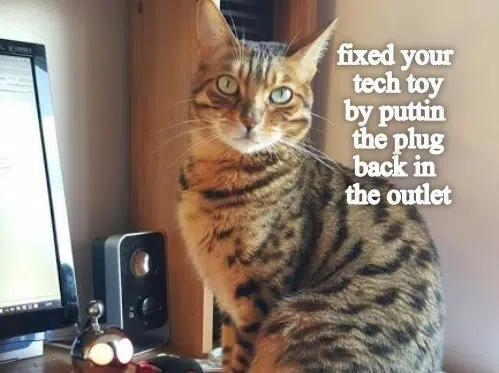 fixed your
tech toy
by puttin
the plug
back in
the outlet